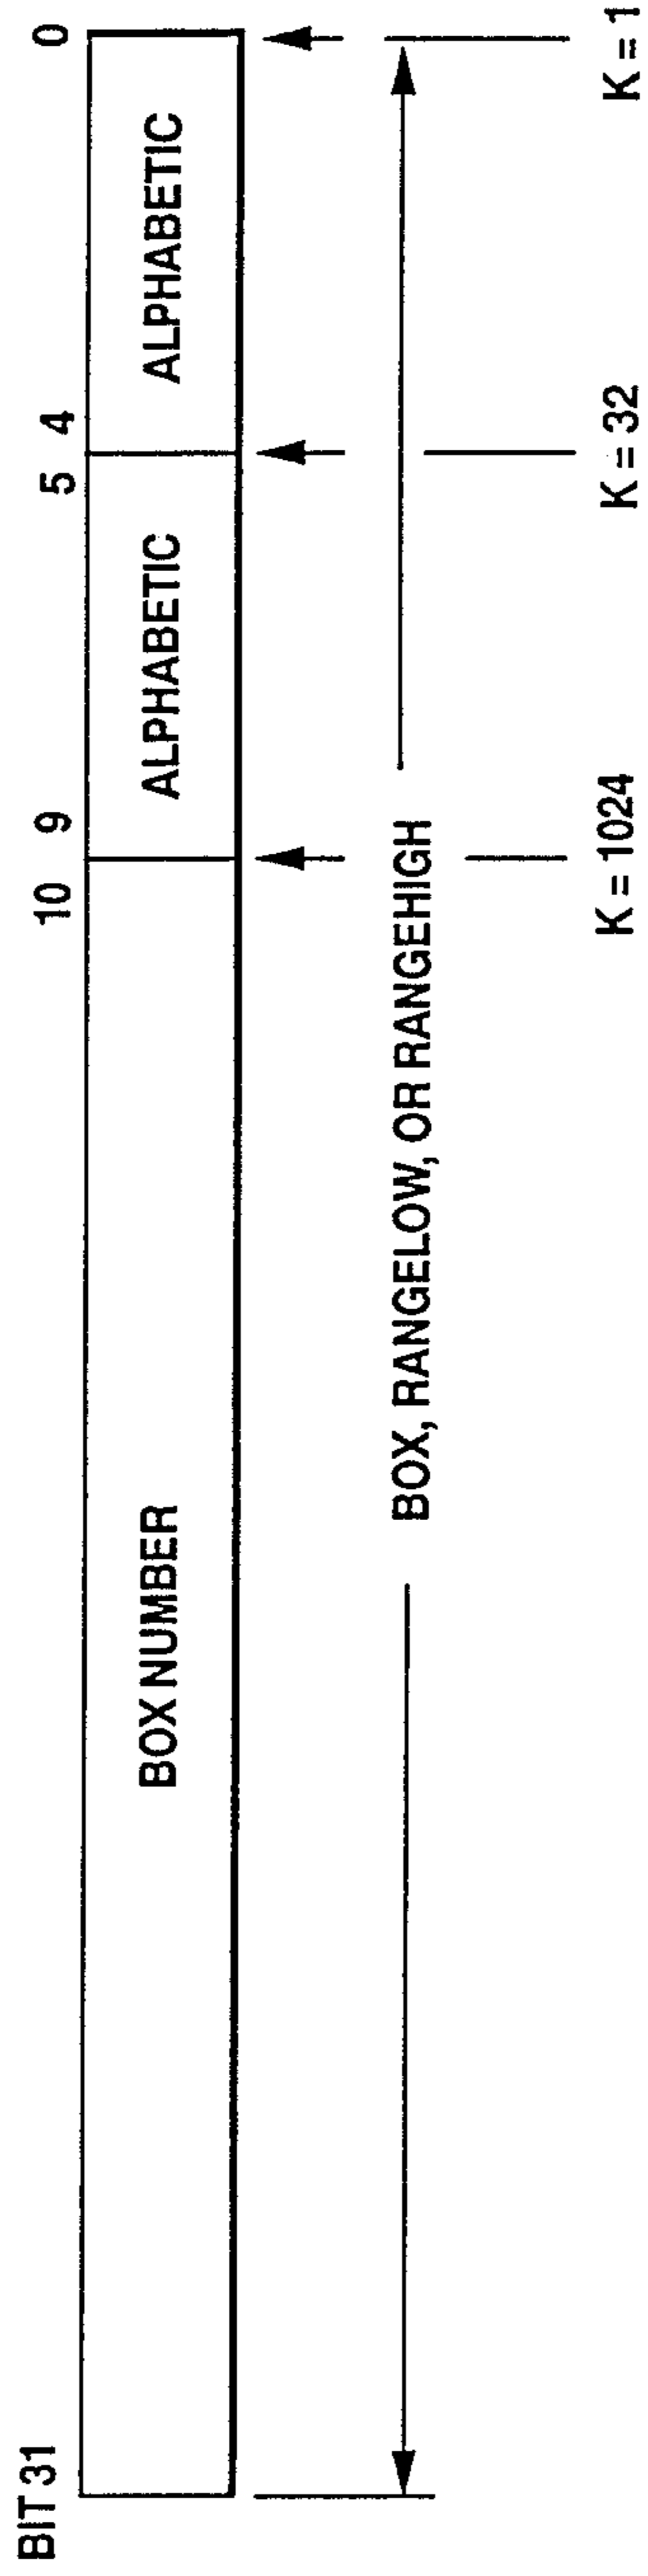 BIT 31 10 9 5 4 0
BOX NUMBER ALPHABETIC ALPHABETIC
BOX, RANGELOW, OR RANGEHIGH
K = 1024 K = 32 K = 1